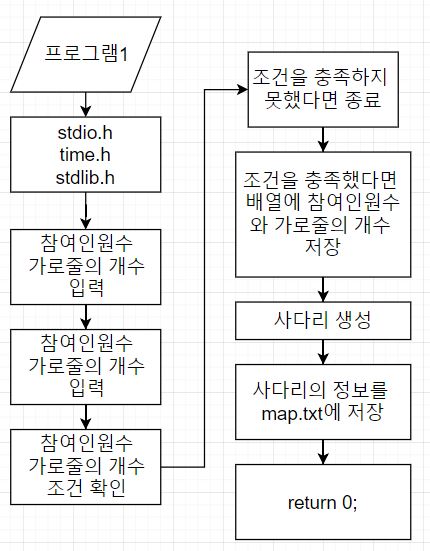 프로그램1
stdio.h
time.h
stdlib.h
참여인원수
가로줄의 개수
입력
참여인원수
가로줄의 개수
입력
참여인원수
가로줄의 개수
조건 확인
조건을 충족하지
못했다면 종료
조건을 충족했다면
배열에 참여인원수
와 가로줄의 개수
저장
사다리 생성
사다리의 정보를
map.txt에 저장
return 0;